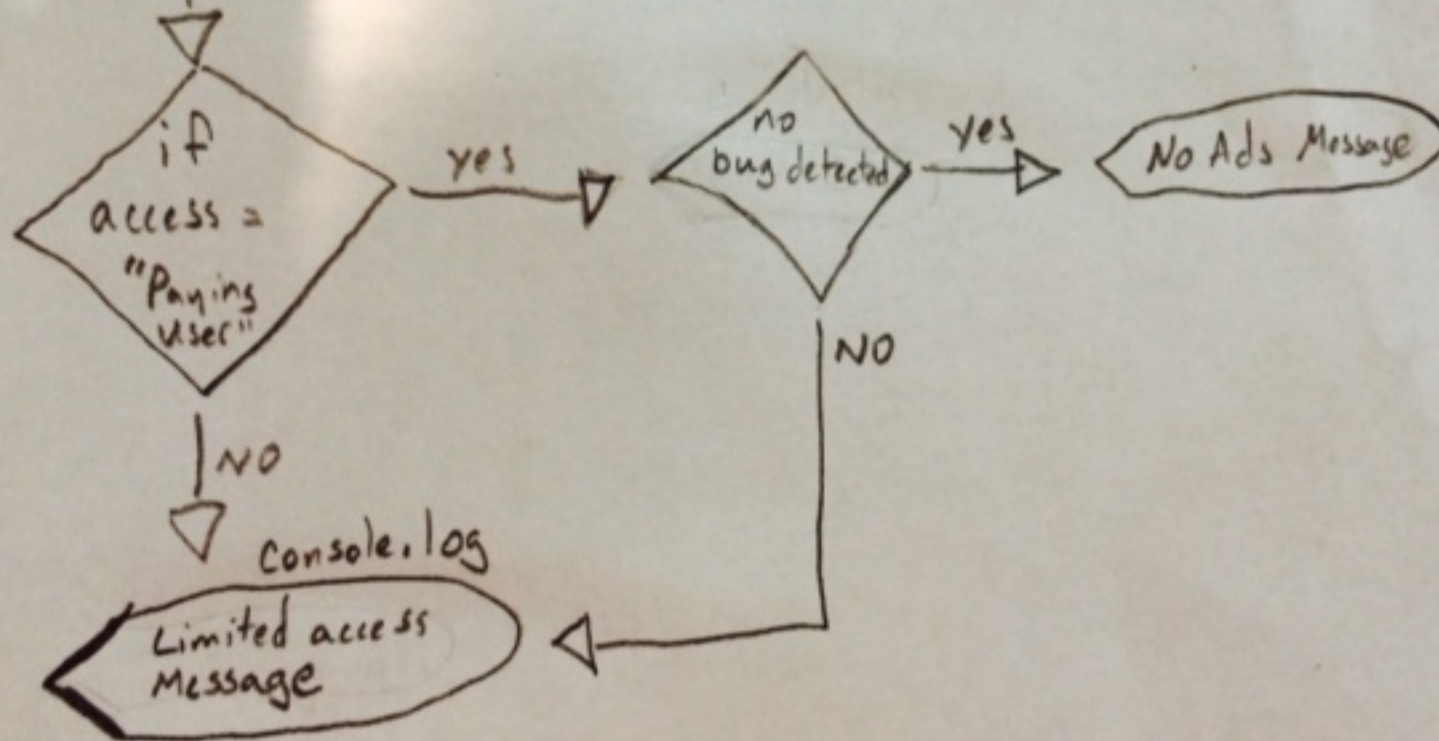 if
access =
"Paying
user"
yes
no
bug detected
yes
No Ads Message
NO
NO
Console.log
Limited access
Message